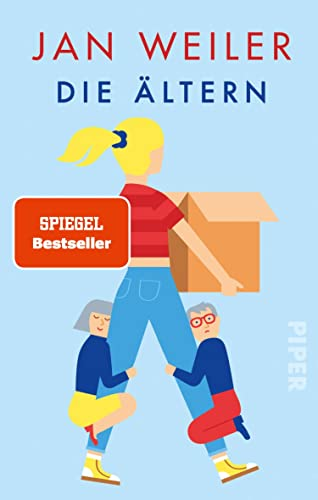 JAN WEILER
DIE ÄLTERN
SPIEGEL
Bestseller
PIPER